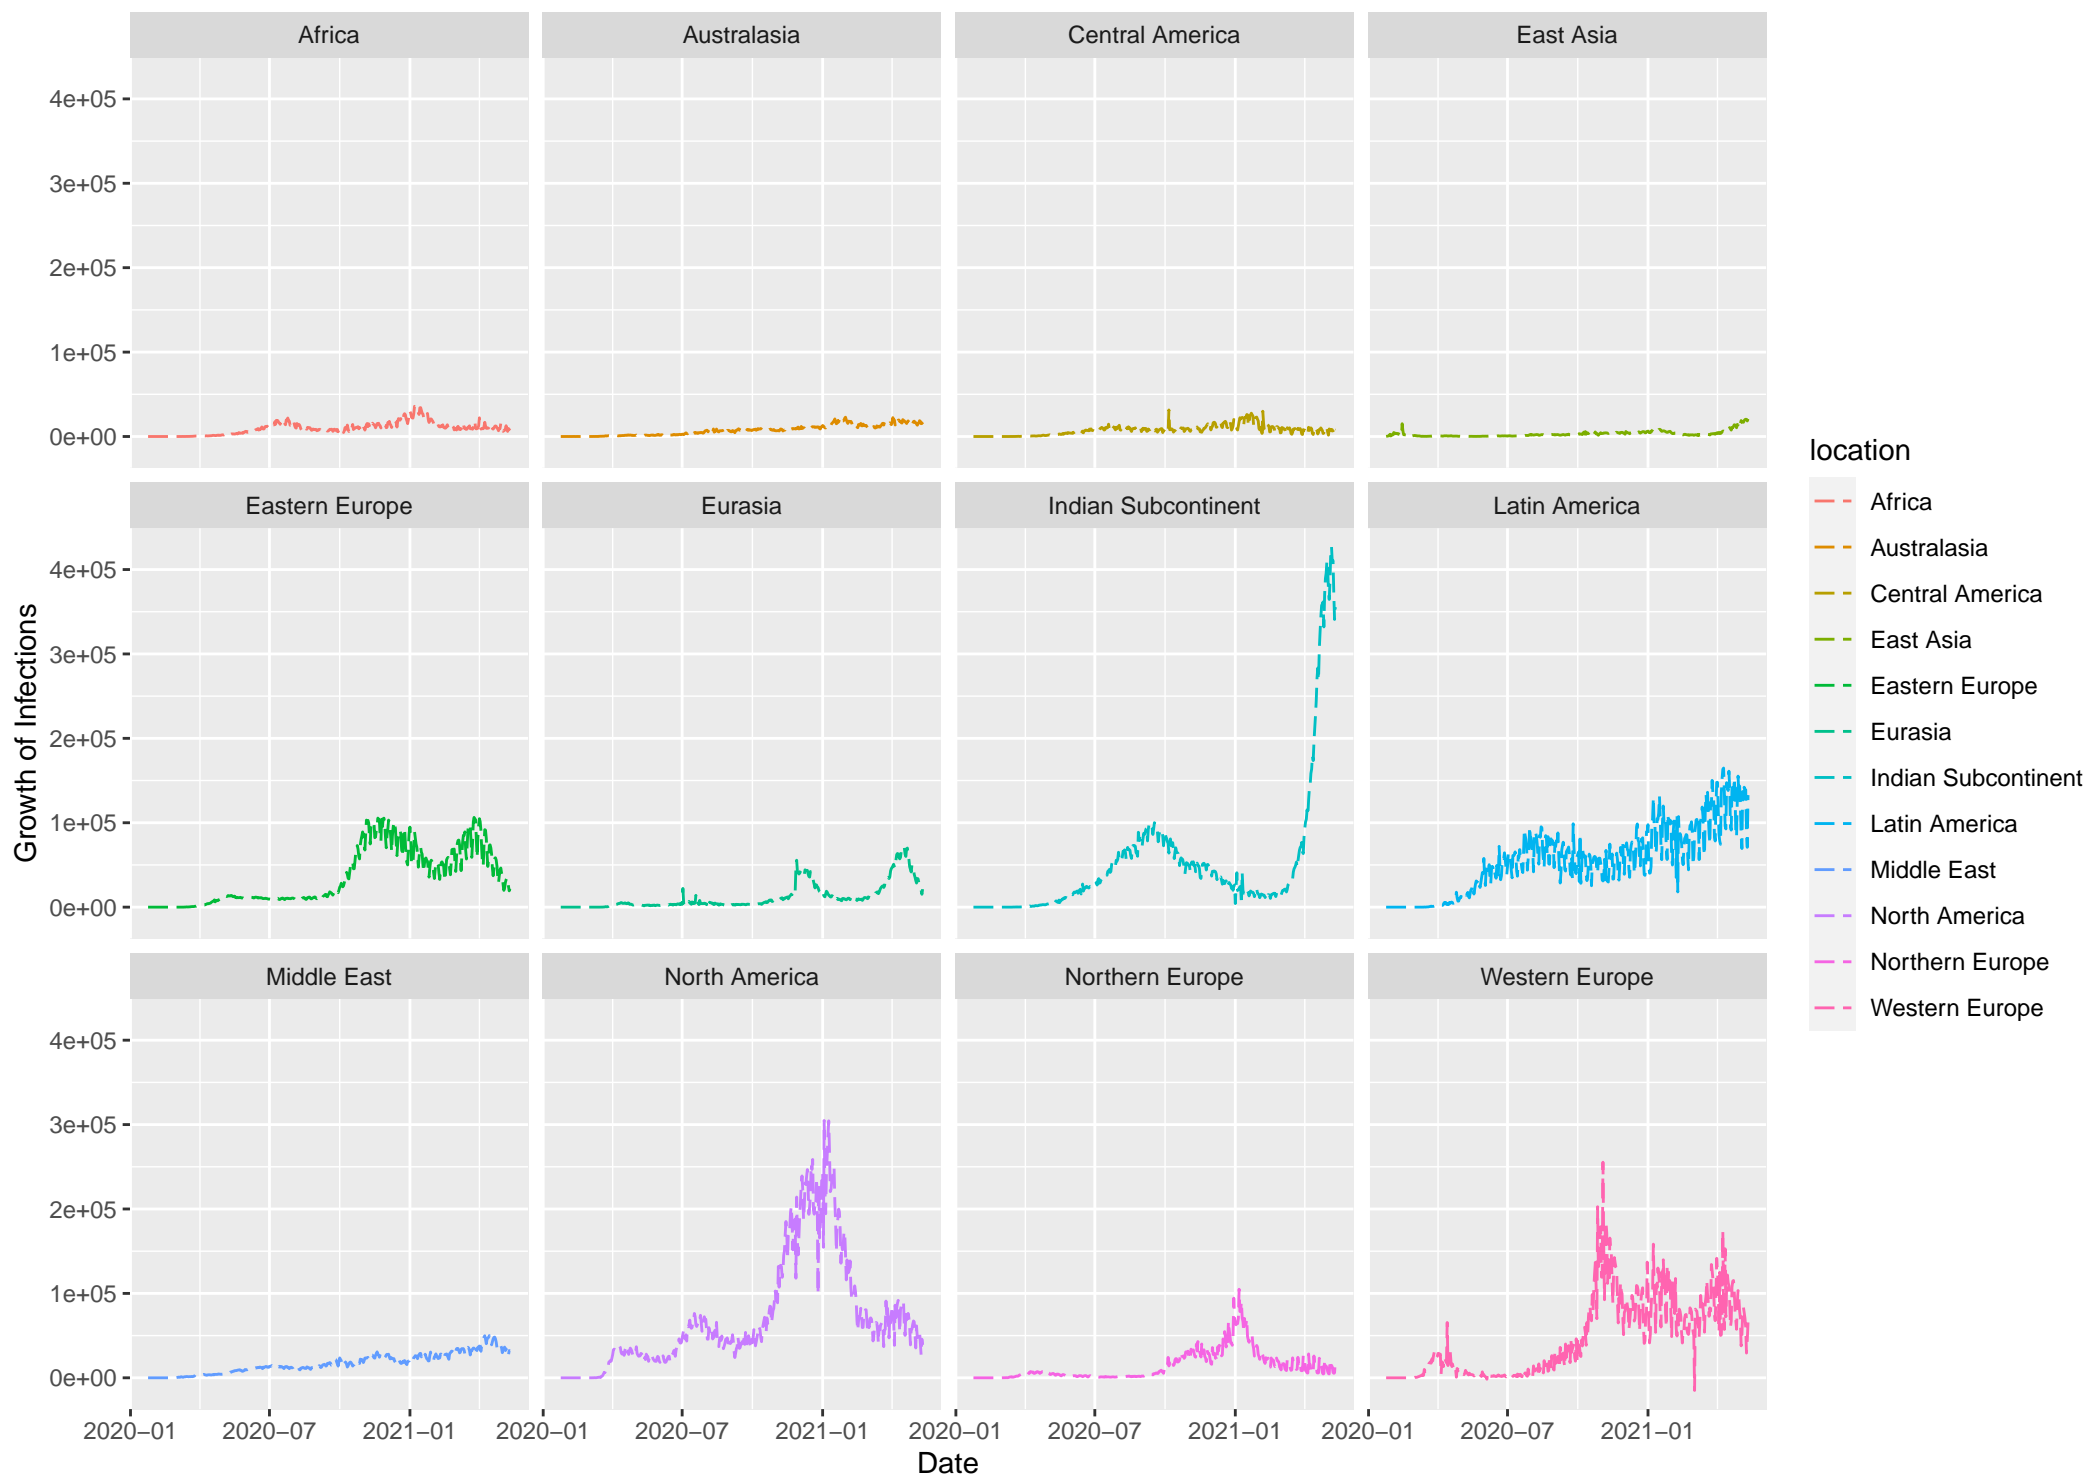 Africa
Australasia
Central America
East Asia
4e+05
3e+05
2e+05
1e+05
0e+00
Eastern Europe
Eurasia
Indian Subcontinent
Latin America
4e+05
3e+05
2e+05
1e+05
0e+00
Middle East
North America
Northern Europe
Western Europe
4e+05
3e+05
2e+05
1e+05
0e+00
2020−01
2020−07
2021−01
2020−01
2020−07
2021−01
2020−01
2020−07
2021−01
2020−01
2020−07
2021−01
Date
Growth of Infections
location
Africa
Australasia
Central America
East Asia
Eastern Europe
Eurasia
Indian Subcontinent
Latin America
Middle East
North America
Northern Europe
Western Europe